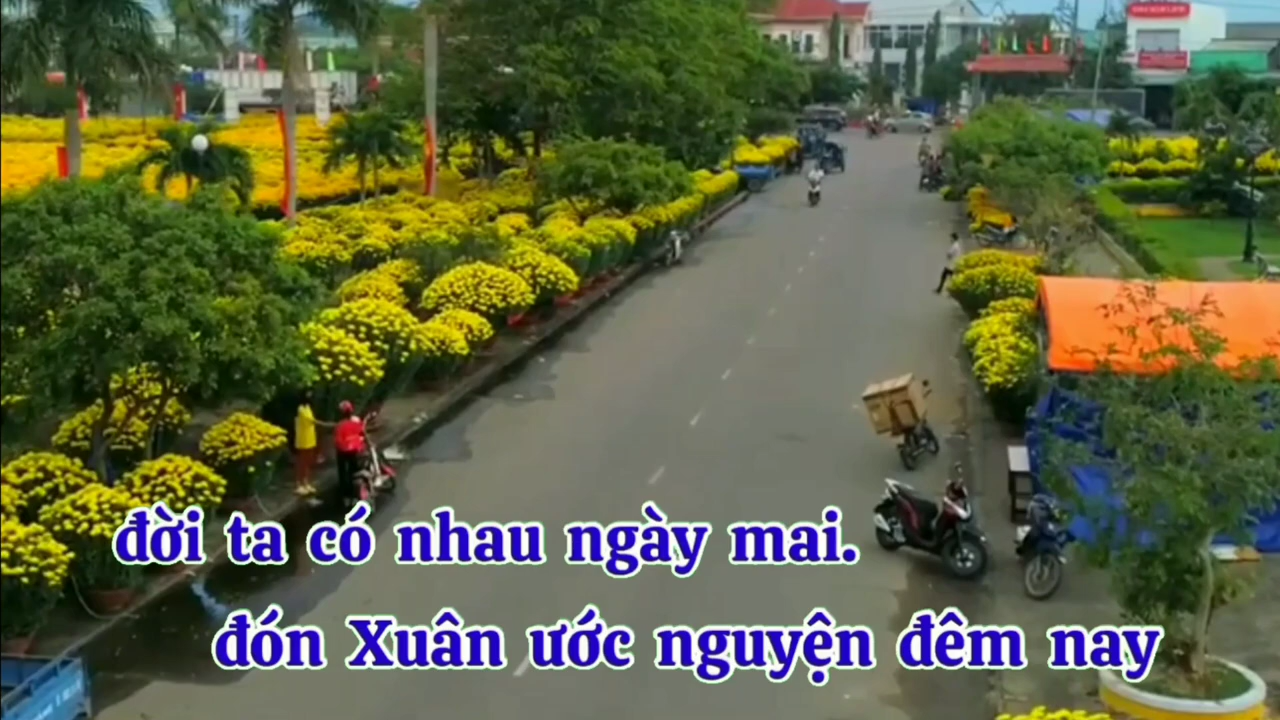 đời ta có nhau ngày mai.
đón Xuân ước nguyện đêm nay